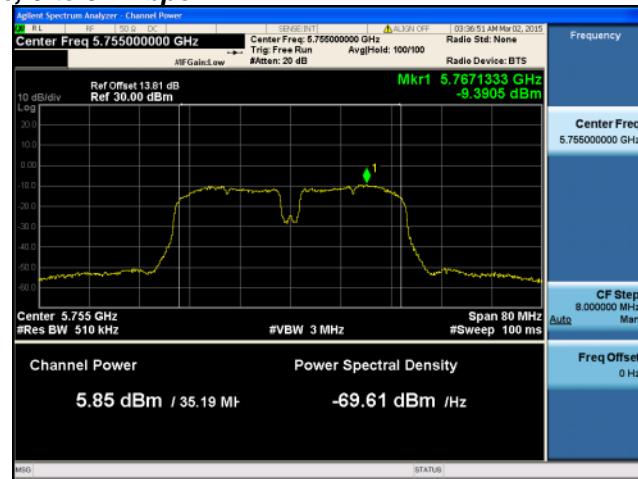 Agilent Spectrum Analyzer - Channel Power
RL RF 50 Ω DC SENSE:INT ALIGN OFF 03:36:51 AM Mar 02, 2015
Center Freq 5.755000000 GHz
#IFGain:Low
Center Freq: 5.755000000 GHz
Trig: Free Run Avg|Hold: 100/100
#Atten: 20 dB
Radio Std: None
Radio Device: BTS
Frequency
Ref Offset 13.81 dB
10 dB/div Ref 30.00 dBm
Mkr1 5.7671333 GHz
-9.3905 dBm
Log
20.0
10.0
0.00
-10.0
-20.0
-30.0
-40.0
-50.0
-60.0
1
Center Freq
5.755000000 GHz
Center 5.755 GHz Span 80 MHz
#Res BW 510 kHz #VBW 3 MHz #Sweep 100 ms
CF Step
8.000000 MHz
Auto Man
Freq Offset
0 Hz
Channel Power Power Spectral Density
5.85 dBm / 35.19 MH -69.61 dBm /Hz
MSG STATUS